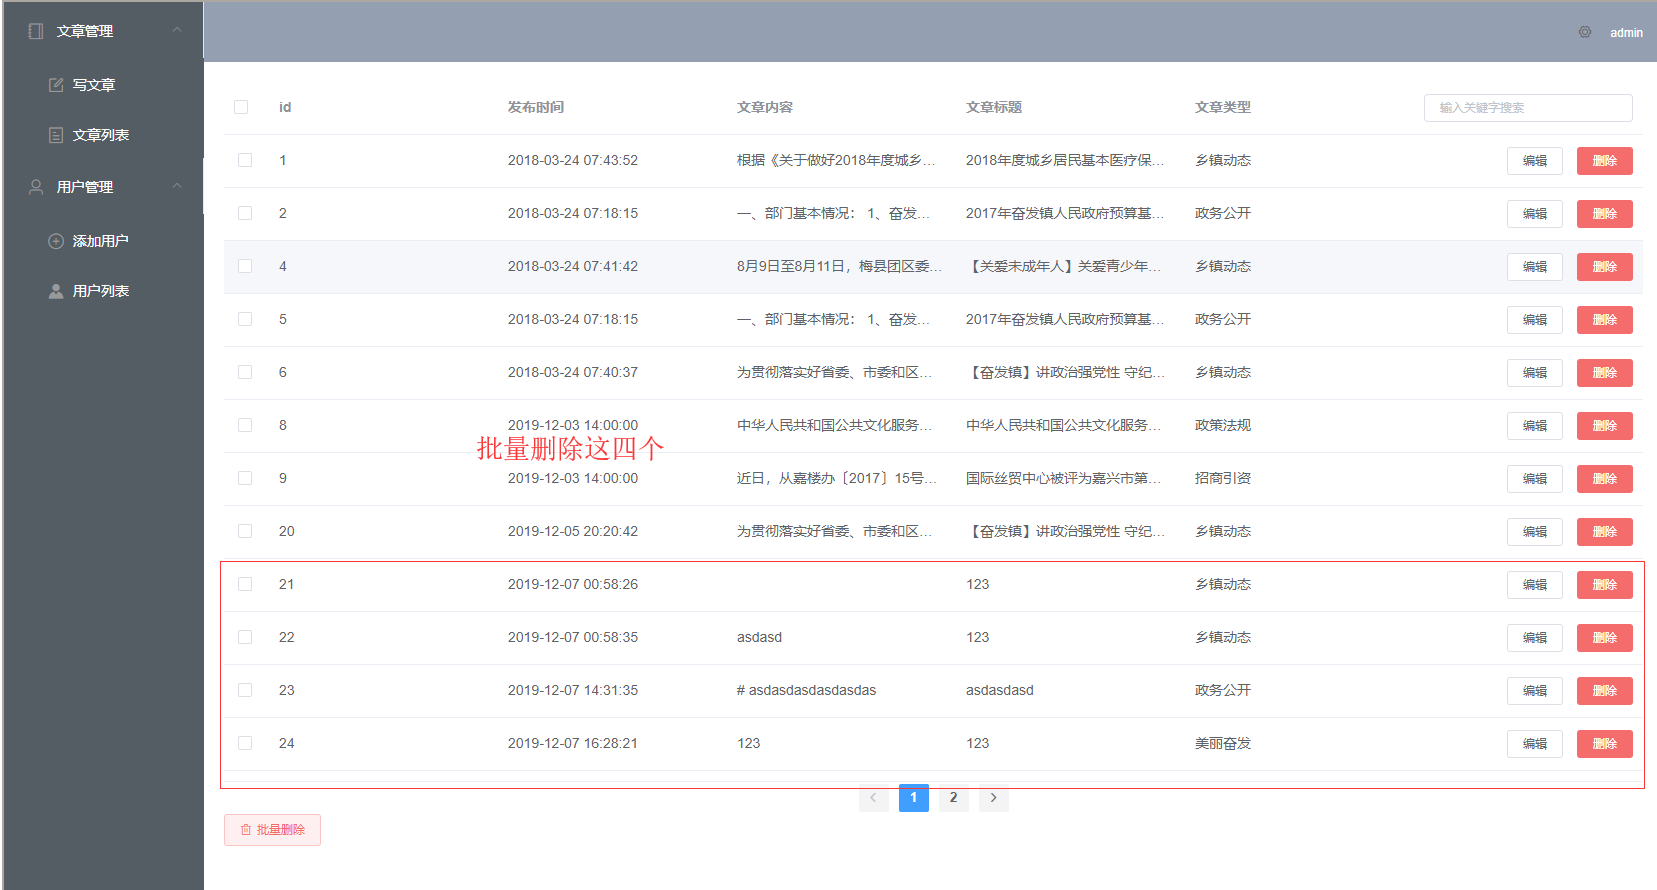 文章管理
admin
写文章
文章列表
用户管理
添加用户
用户列表
id 发布时间 文章内容 文章标题 文章类型 输入关键字搜索
1 2018-03-24 07:43:52 根据《关于做好2018年度城乡... 2018年度城乡居民基本医疗保... 乡镇动态 编辑 删除
2 2018-03-24 07:18:15 一、部门基本情况： 1、奋发... 2017年奋发镇人民政府预算基... 政务公开 编辑 删除
4 2018-03-24 07:41:42 8月9日至8月11日，梅县团区委... 【关爱未成年人】关爱青少年... 乡镇动态 编辑 删除
5 2018-03-24 07:18:15 一、部门基本情况： 1、奋发... 2017年奋发镇人民政府预算基... 政务公开 编辑 删除
6 2018-03-24 07:40:37 为贯彻落实好省委、市委和区... 【奋发镇】讲政治强党性 守纪... 乡镇动态 编辑 删除
8 2019-12-03 14:00:00 中华人民共和国公共文化服务... 中华人民共和国公共文化服务... 政策法规 编辑 删除
批量删除这四个
9 2019-12-03 14:00:00 近日，从嘉楼办〔2017〕15号... 国际丝贸中心被评为嘉兴市第... 招商引资 编辑 删除
20 2019-12-05 20:20:42 为贯彻落实好省委、市委和区... 【奋发镇】讲政治强党性 守纪... 乡镇动态 编辑 删除
21 2019-12-07 00:58:26 123 乡镇动态 编辑 删除
22 2019-12-07 00:58:35 asdasd 123 乡镇动态 编辑 删除
23 2019-12-07 14:31:35 # asdasdasdasdasdas asdasdasd 政务公开 编辑 删除
24 2019-12-07 16:28:21 123 123 美丽奋发 编辑 删除
1 2
批量删除